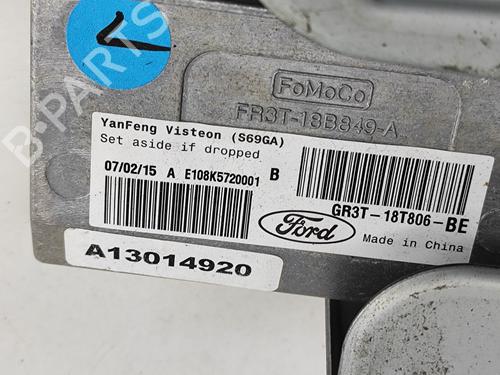 FoMoCo
FR3T-18B849-A
YanFeng Visteon (S69GA)
Set aside if dropped
07/02/15 A E108K5720001 B
GR3T-18T806-BE
Ford
Made in China
A13014920
B-PARTS